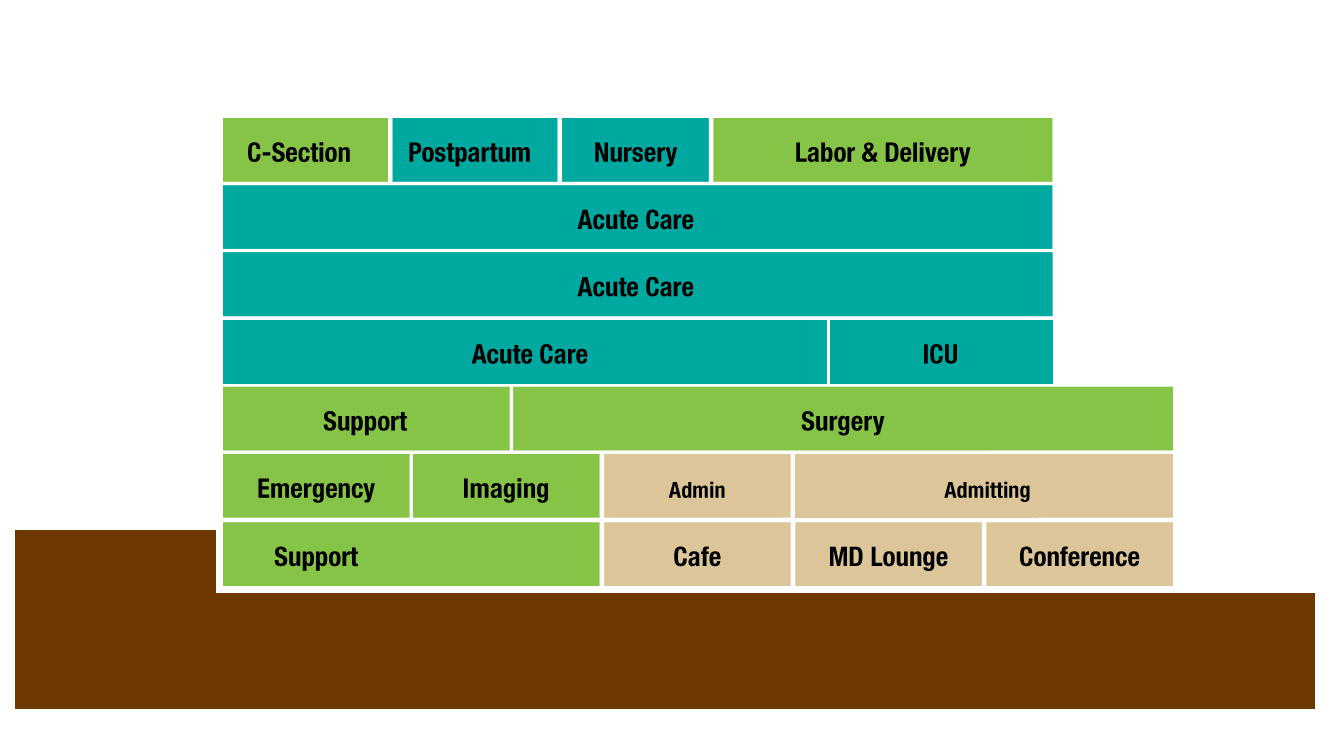 C-Section
Postpartum
Nursery
Labor & Delivery
Acute Care
Acute Care
Acute Care
ICU
Support
Surgery
Emergency
Imaging
Admin
Admitting
Support
Cafe
MD Lounge
Conference